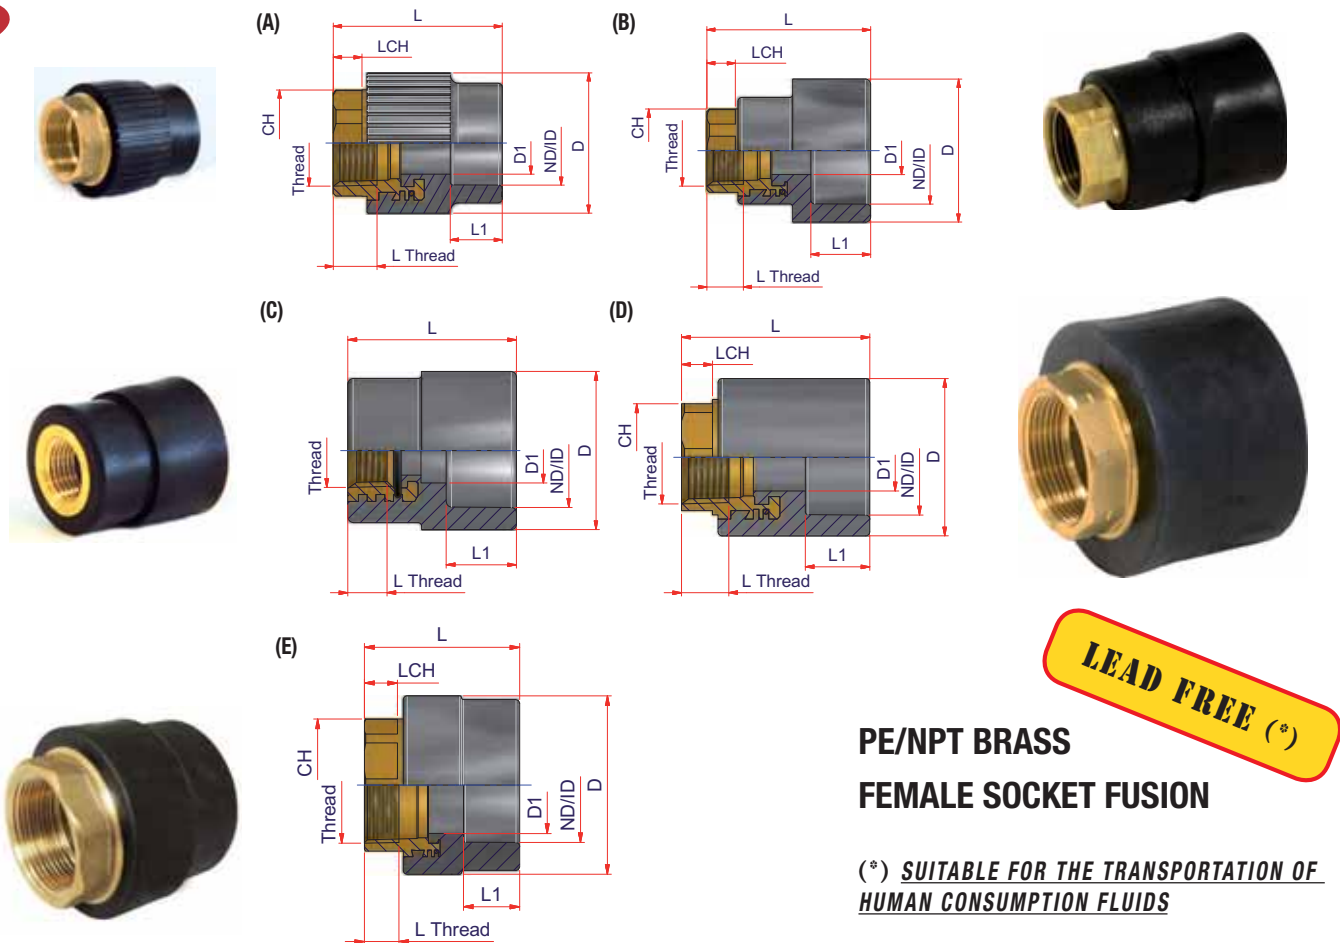 (A)
L
LCH
CH
Thread
D1
ND/ID
D
L1
L Thread
(B)
L
LCH
CH
Thread
D1
ND/ID
D
L1
L Thread
(C)
L
Thread
D1
ND/ID
D
L1
L Thread
(D)
L
LCH
CH
Thread
D1
ND/ID
D
L1
L Thread
(E)
L
LCH
CH
Thread
D1
ND/ID
D
L1
L Thread
LEAD FREE (*)
PE/NPT BRASS
FEMALE SOCKET FUSION
(*) SUITABLE FOR THE TRANSPORTATION OF
HUMAN CONSUMPTION FLUIDS